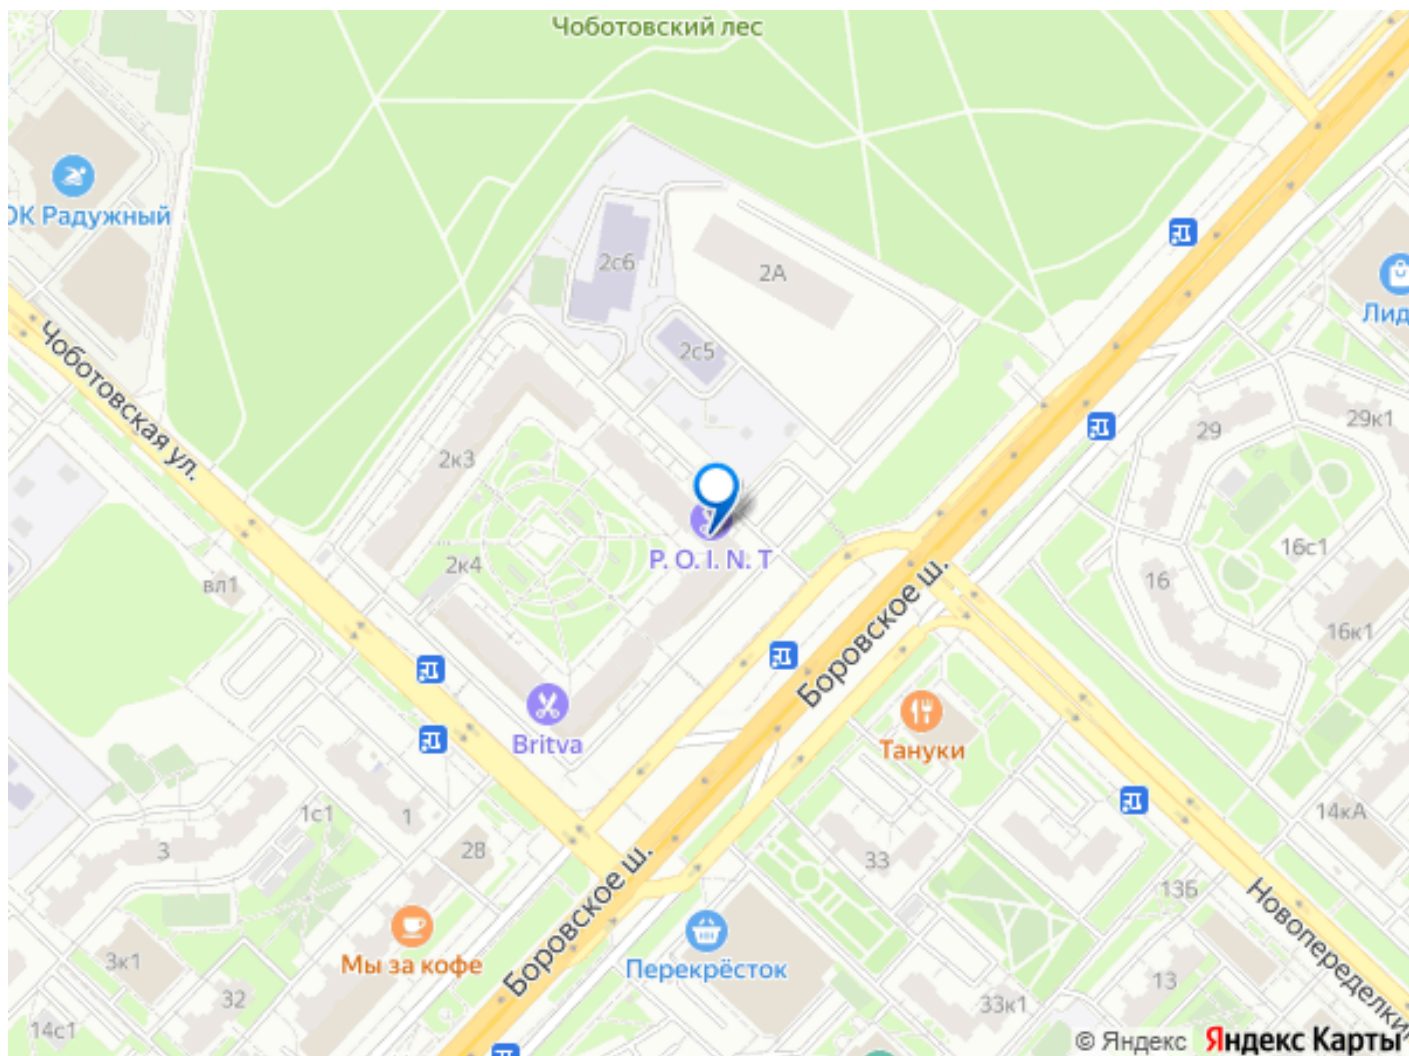 Чоботовский лес
ОК Радужный
2с6
2А
Лид
2с5
Чоботовская ул.
29к1
29
2к3
P. O. I. N. T
16с1
2к4
вл1
16
Боровское ш.
16к1
Britva
Тануки
1с1
1
14кА
3
2В
33
13Б
Боровское ш.
Новопеределки
Мы за кофе
Перекрёсток
3к1
32
13
33к1
14с1
© Яндекс Яндекс Карты